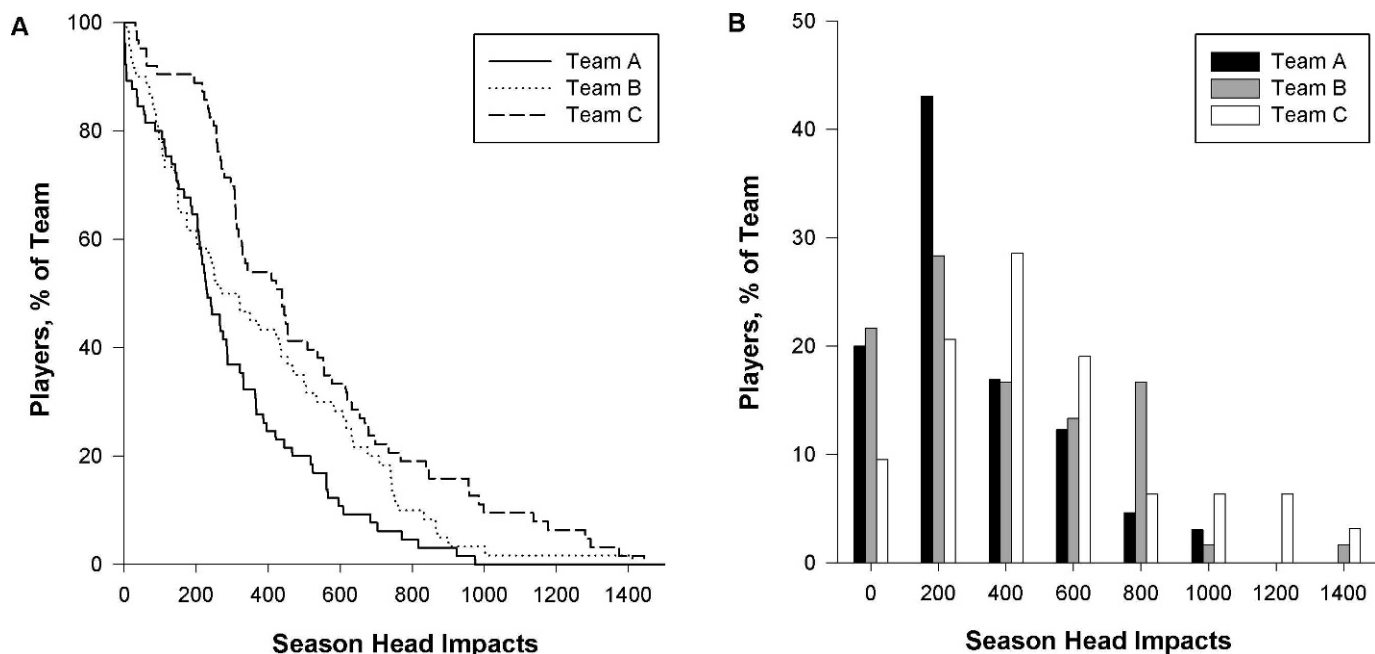 A
Players, % of Team
100
80
60
40
20
0
0 200 400 600 800 1000 1200 1400
Season Head Impacts
Team A
Team B
Team C
B
Players, % of Team
50
40
30
20
10
0
0 200 400 600 800 1000 1200 1400
Season Head Impacts
Team A
Team B
Team C